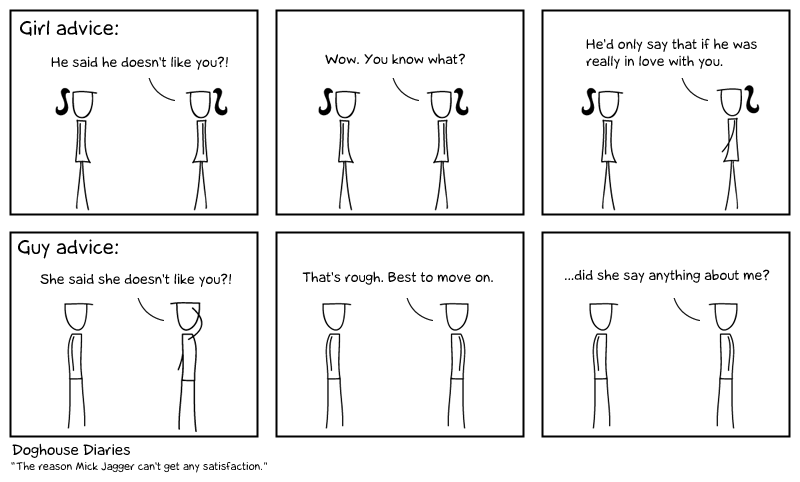 Girl advice:
He said he doesn't like you?!
Wow. You know what?
He'd only say that if he was
really in love with you.
Guy advice:
She said she doesn't like you?!
That's rough. Best to move on.
...did she say anything about me?
Doghouse Diaries
"The reason Mick Jagger can't get any satisfaction."